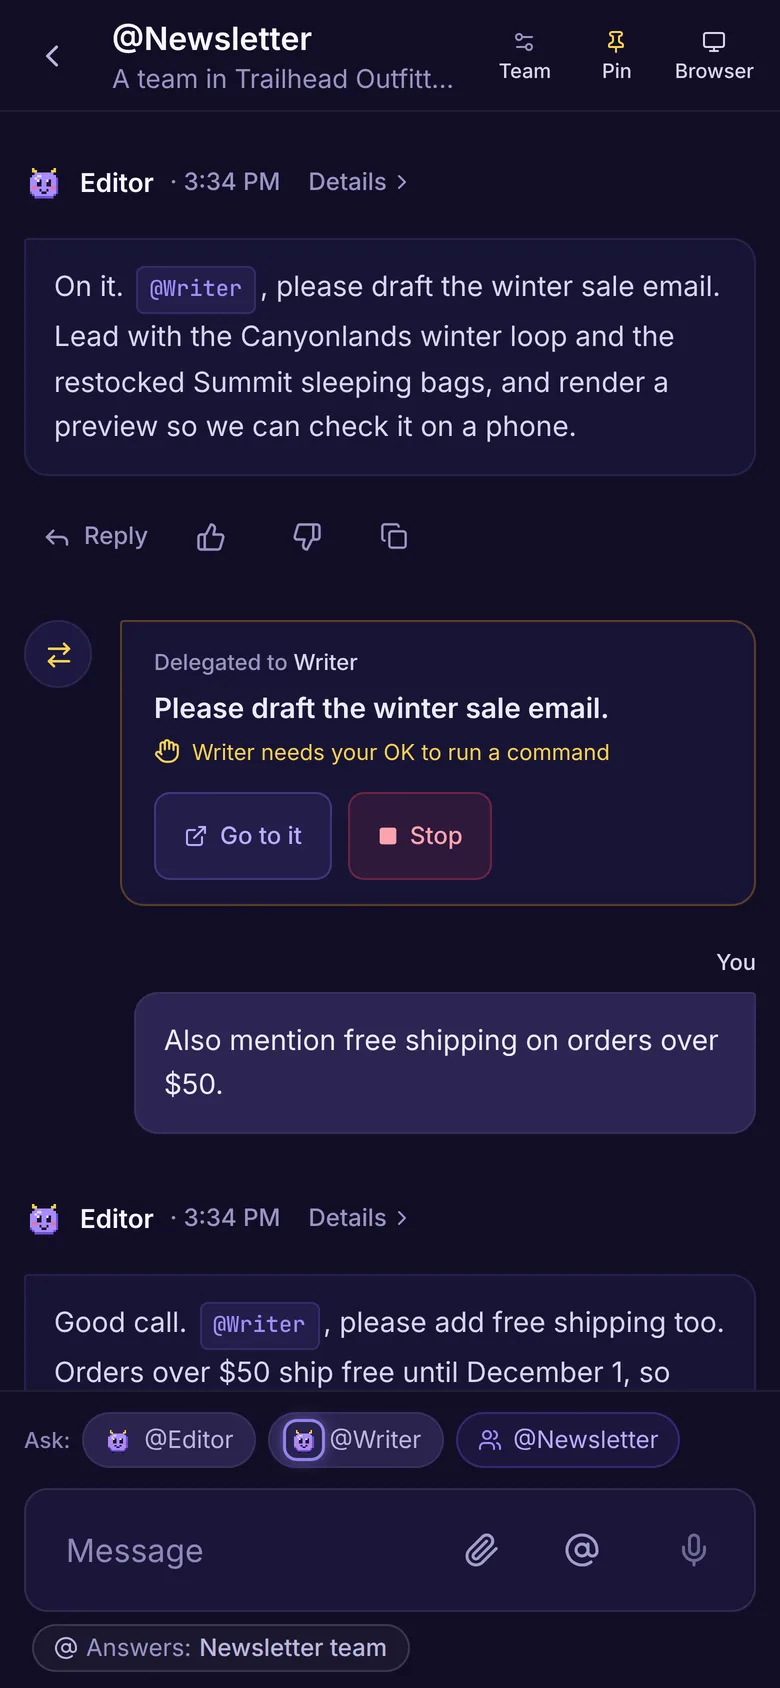 @Newsletter
A team in Trailhead Outfitt...
Team
Pin
Browser
Editor · 3:34 PM Details
On it. @Writer, please draft the winter sale email.
Lead with the Canyonlands winter loop and the
restocked Summit sleeping bags, and render a
preview so we can check it on a phone.
Reply
Delegated to Writer
Please draft the winter sale email.
Writer needs your OK to run a command
Go to it
Stop
You
Also mention free shipping on orders over
$50.
Editor · 3:34 PM Details
Good call. @Writer, please add free shipping too.
Orders over $50 ship free until December 1, so
Ask: @Editor @Writer @Newsletter
Message
Answers: Newsletter team